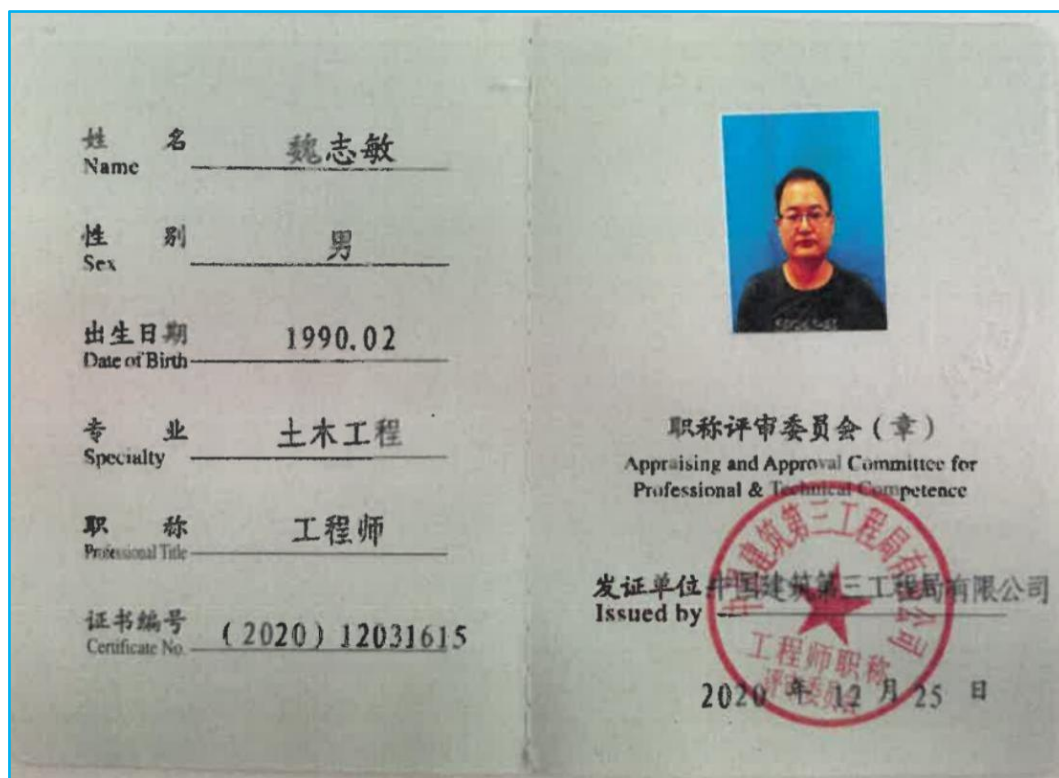 姓 名 魏志敏
Name
性 别 男
Sex
出生日期 1990.02
Date of Birth
专 业 土木工程
Specialty
职 称 工程师
Professional Title
证书编号 (2020) 12031615
Certificate No.
职称评审委员会(章)
Appraising and Approval Committee for
Professional & Technical Competence
发证单位 中国建筑第三工程局有限公司
Issued by
中国建筑第三工程局有限公司
工程师职称
评审委员会
2020 年 12 月 25 日